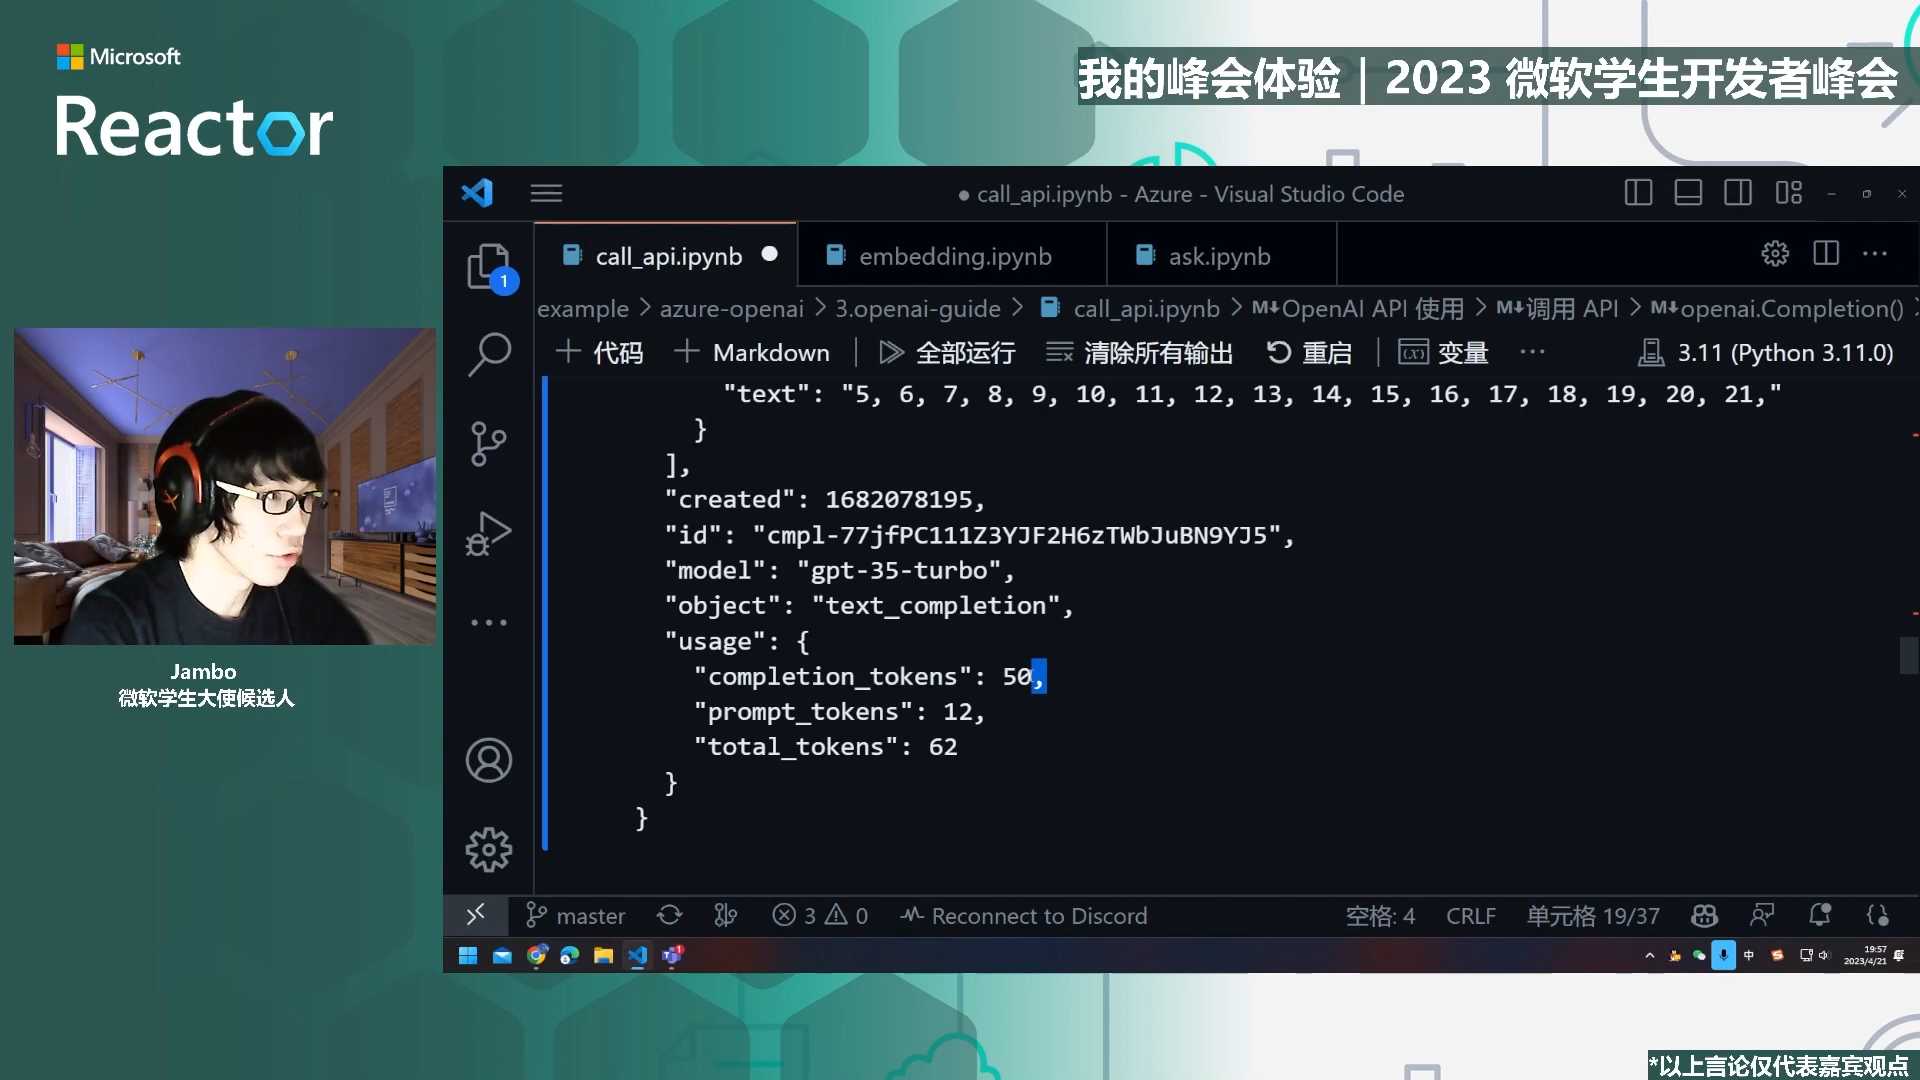 Microsoft
Reactor
我的峰会体验｜2023 微软学生开发者峰会
call_api.ipynb - Azure - Visual Studio Code
call_api.ipynb
embedding.ipynb
ask.ipynb
1
example > azure-openai > 3.openai-guide > call_api.ipynb > M↓OpenAI API 使用 > M↓调用 API > M↓openai.Completion()
代码
Markdown
全部运行
清除所有输出
重启
变量
3.11 (Python 3.11.0)
"text": "5, 6, 7, 8, 9, 10, 11, 12, 13, 14, 15, 16, 17, 18, 19, 20, 21,"
}
],
"created": 1682078195,
"id": "cmpl-77jfPC111Z3YJF2H6zTWbJuBN9YJ5",
"model": "gpt-35-turbo",
"object": "text_completion",
"usage": {
"completion_tokens": 50,
"prompt_tokens": 12,
"total_tokens": 62
}
}
Jambo
微软学生大使候选人
master
3
0
Reconnect to Discord
空格: 4
CRLF
单元格 19/37
中
19:57
2023/4/21
*以上言论仅代表嘉宾观点